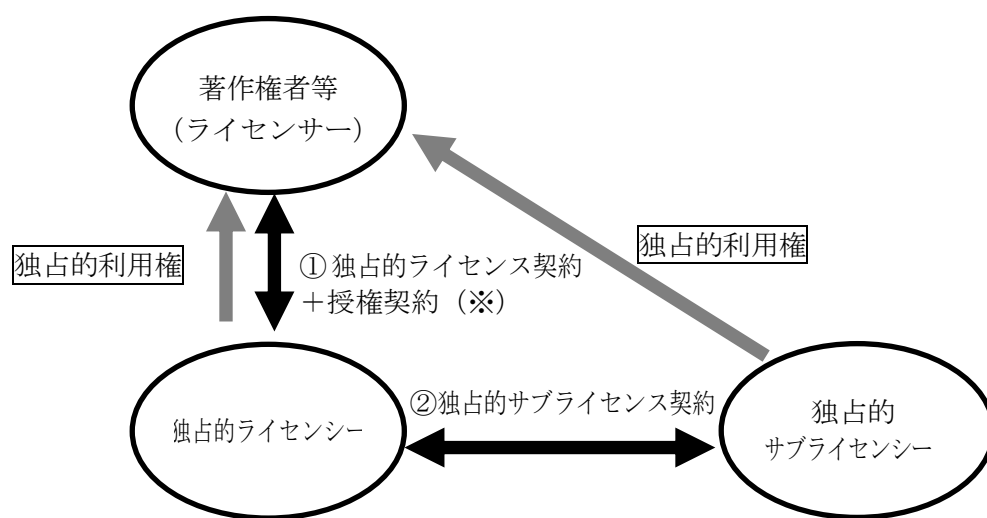 著作権者等
（ライセンサー）
独占的利用権
独占的利用権
①独占的ライセンス契約
＋授権契約（※）
独占的ライセンシー
②独占的サブライセンス契約
独占的
サブライセンシー